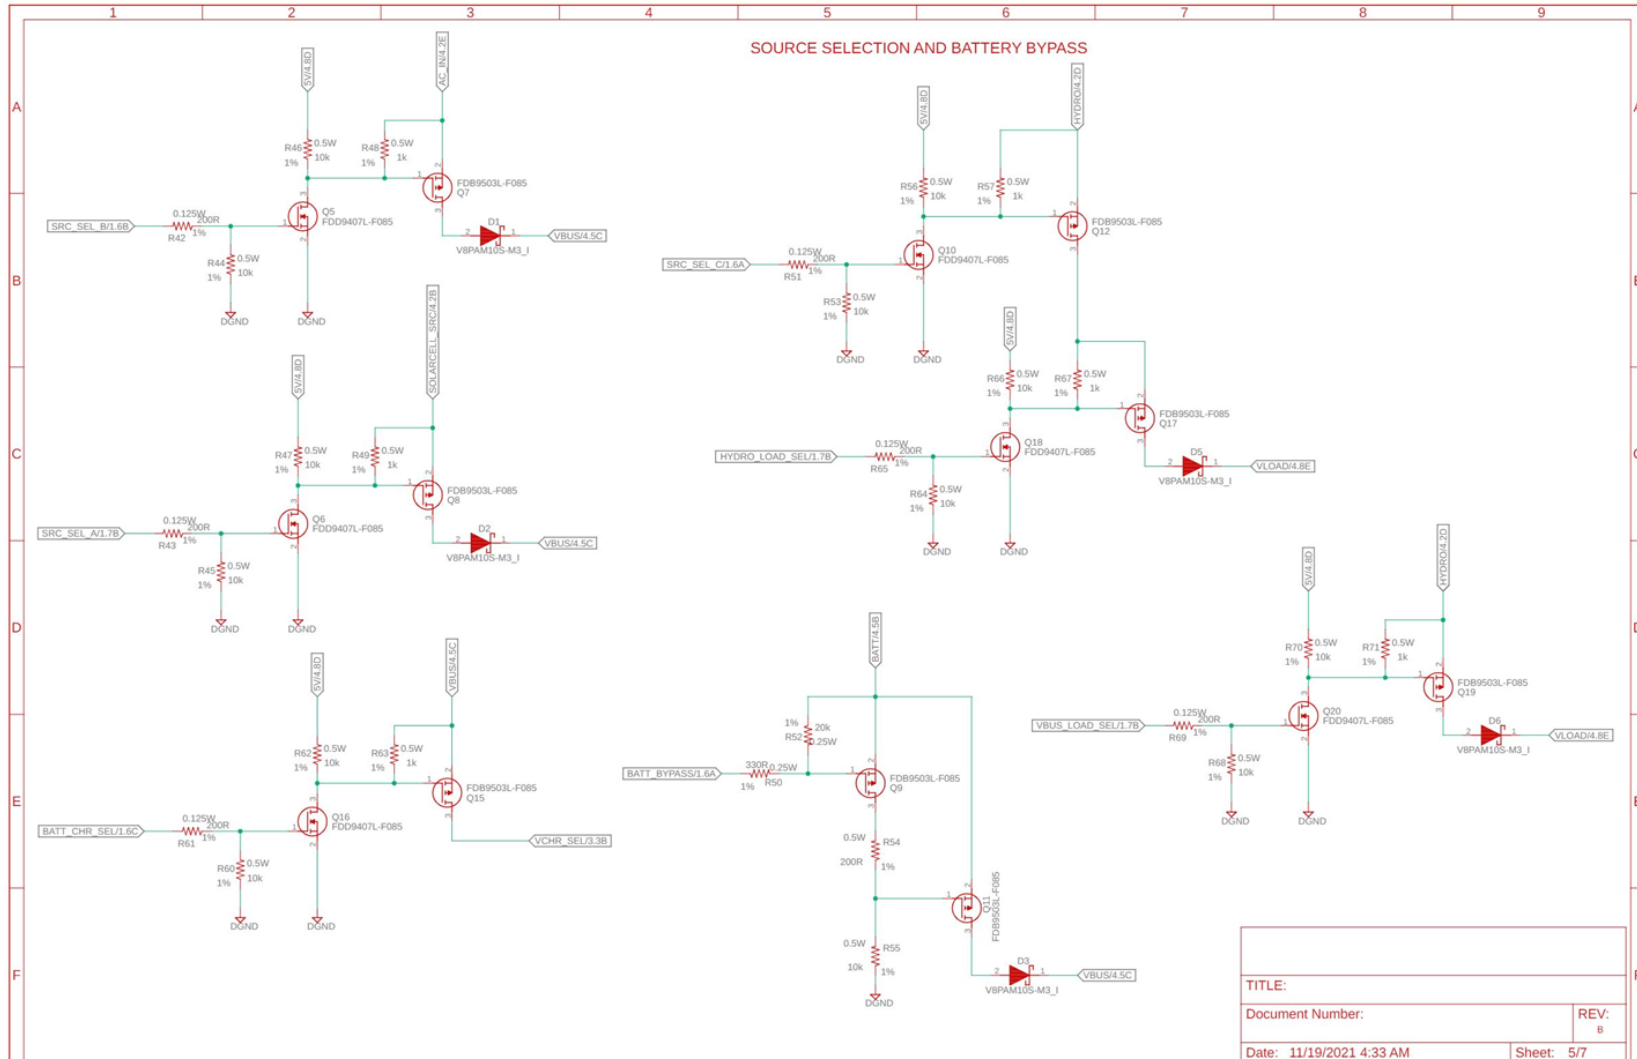 1 2 3 4 5 6 7 8 9
SOURCE SELECTION AND BATTERY BYPASS
A
B
C
D
E
F
5V/4.8D
AC_IN/4.2E
R46 0.5W
1% 10k
R48 0.5W
1% 1k
FDB9503L-F085
Q7
Q5
FDD9407L-F085
SRC_SEL_B/1.6B
0.125W
200R
R42 1%
R44 0.5W
1% 10k
DGND
DGND
D1
V8PAM10S-M3_I
VBUS/4.5C
5V/4.8D
SOLARCELL_SRC/4.2B
R47 0.5W
1% 10k
R49 0.5W
1% 1k
FDB9503L-F085
Q8
Q6
FDD9407L-F085
SRC_SEL_A/1.7B
0.125W
200R
R43 1%
R45 0.5W
1% 10k
DGND
DGND
D2
V8PAM10S-M3_I
VBUS/4.5C
5V/4.8D
VBUS/4.5C
R62 0.5W
1% 10k
R63 0.5W
1% 1k
FDB9503L-F085
Q15
Q16
FDD9407L-F085
BATT_CHR_SEL/1.6C
0.125W
200R
R61 1%
R60 0.5W
1% 10k
DGND
DGND
VCHR_SEL/3.3B
5V/4.8D
HYDRO/4.2D
R56 0.5W
1% 10k
R57 0.5W
1% 1k
FDB9503L-F085
Q12
Q10
FDD9407L-F085
SRC_SEL_C/1.6A
0.125W
200R
R51 1%
R53 0.5W
1% 10k
DGND
DGND
5V/4.8D
R66 0.5W
1% 10k
R67 0.5W
1% 1k
FDB9503L-F085
Q17
Q18
FDD9407L-F085
HYDRO_LOAD_SEL/1.7B
0.125W
200R
R65 1%
R64 0.5W
1% 10k
DGND
DGND
D5
V8PAM10S-M3_I
VLOAD/4.8E
BATT/4.5B
1% 20k
R52 0.25W
BATT_BYPASS/1.6A
330R 0.25W
1% R50
FDB9503L-F085
Q9
0.5W R54
200R 1%
Q11
FDB9503L-F085
0.5W R55
10k 1%
DGND
D3
V8PAM10S-M3_I
VBUS/4.5C
5V/4.8D
HYDRO/4.2D
R70 0.5W
1% 10k
R71 0.5W
1% 1k
FDB9503L-F085
Q19
Q20
FDD9407L-F085
VBUS_LOAD_SEL/1.7B
0.125W
200R
R69 1%
R68 0.5W
1% 10k
DGND
DGND
D6
V8PAM10S-M3_I
VLOAD/4.8E
TITLE:
Document Number:
REV:
B
Date: 11/19/2021 4:33 AM
Sheet: 5/7